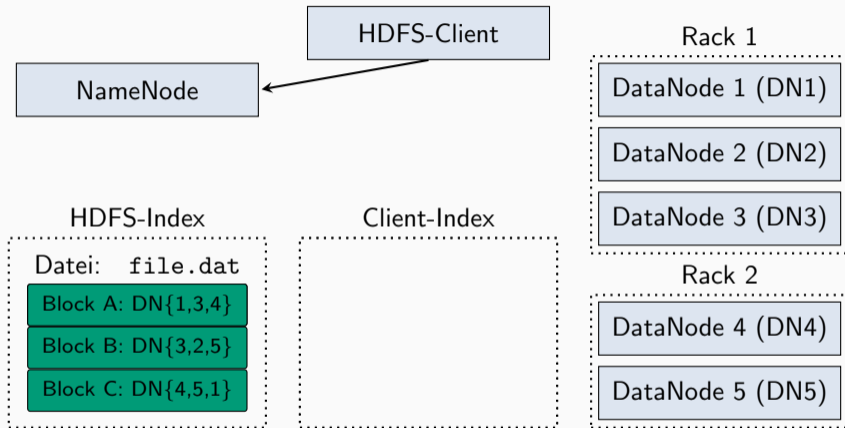 HDFS-Client
NameNode
Rack 1
DataNode 1 (DN1)
DataNode 2 (DN2)
DataNode 3 (DN3)
HDFS-Index
Datei: file.dat
Block A: DN{1,3,4}
Block B: DN{3,2,5}
Block C: DN{4,5,1}
Client-Index
Rack 2
DataNode 4 (DN4)
DataNode 5 (DN5)